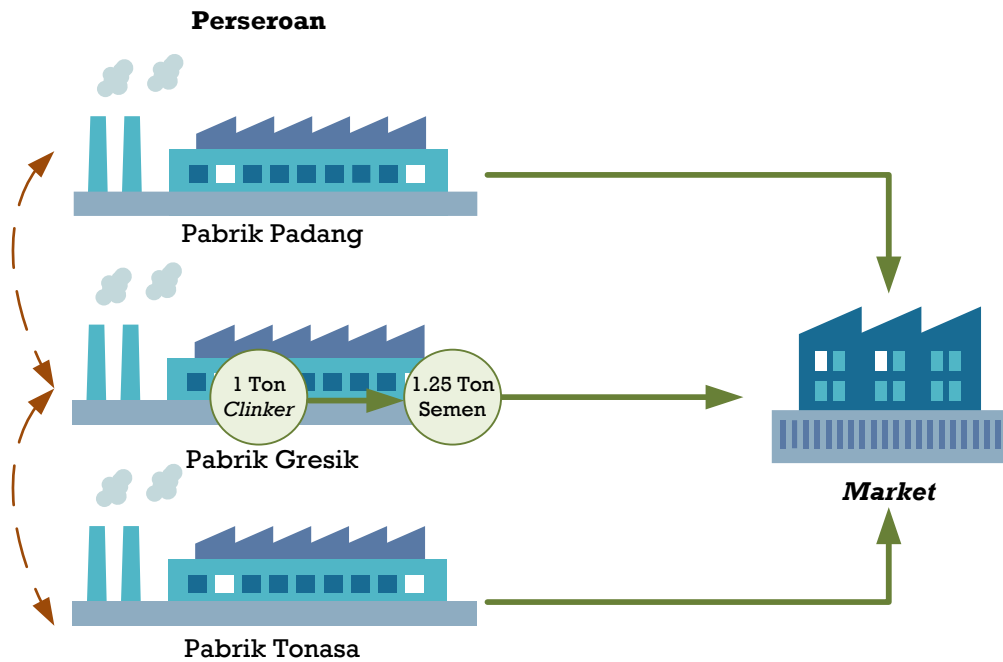 Perseroan
Pabrik Padang
1 Ton
Clinker
1.25 Ton
Semen
Pabrik Gresik
Market
Pabrik Tonasa